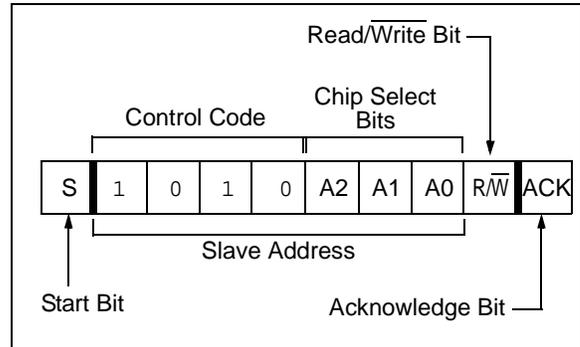 Read/Write Bit
Chip Select
Bits
Control Code
S 1 0 1 0 A2 A1 A0 R/W ACK
Slave Address
Start Bit
Acknowledge Bit